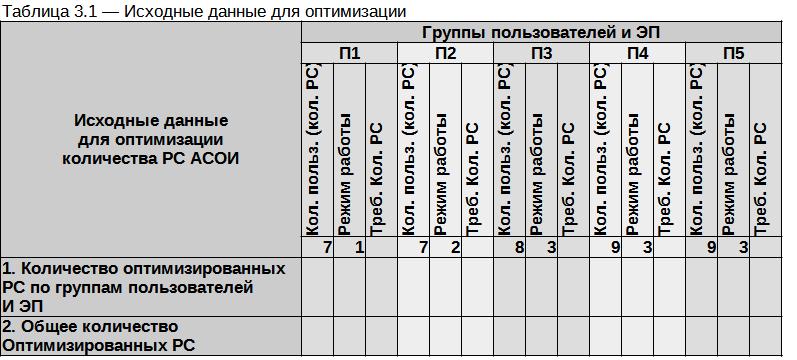 Таблица 3.1 — Исходные данные для оптимизации
Исходные данные
для оптимизации
количества РС АСОИ
Группы пользователей и ЭП
П1 П2 П3 П4 П5
Кол. польз. (кол. РС)
Режим работы
Треб. Кол. РС
Кол. польз. (кол. РС)
Режим работы
Треб. Кол. РС
Кол. польз. (кол. РС)
Режим работы
Треб. Кол. РС
Кол. польз. (кол. РС)
Режим работы
Треб. Кол. РС
Кол. польз. (кол. РС)
Режим работы
Треб. Кол. РС
7 1 7 2 8 3 9 3 9 3
1. Количество оптимизированных
РС по группам пользователей
И ЭП
2. Общее количество
Оптимизированных РС